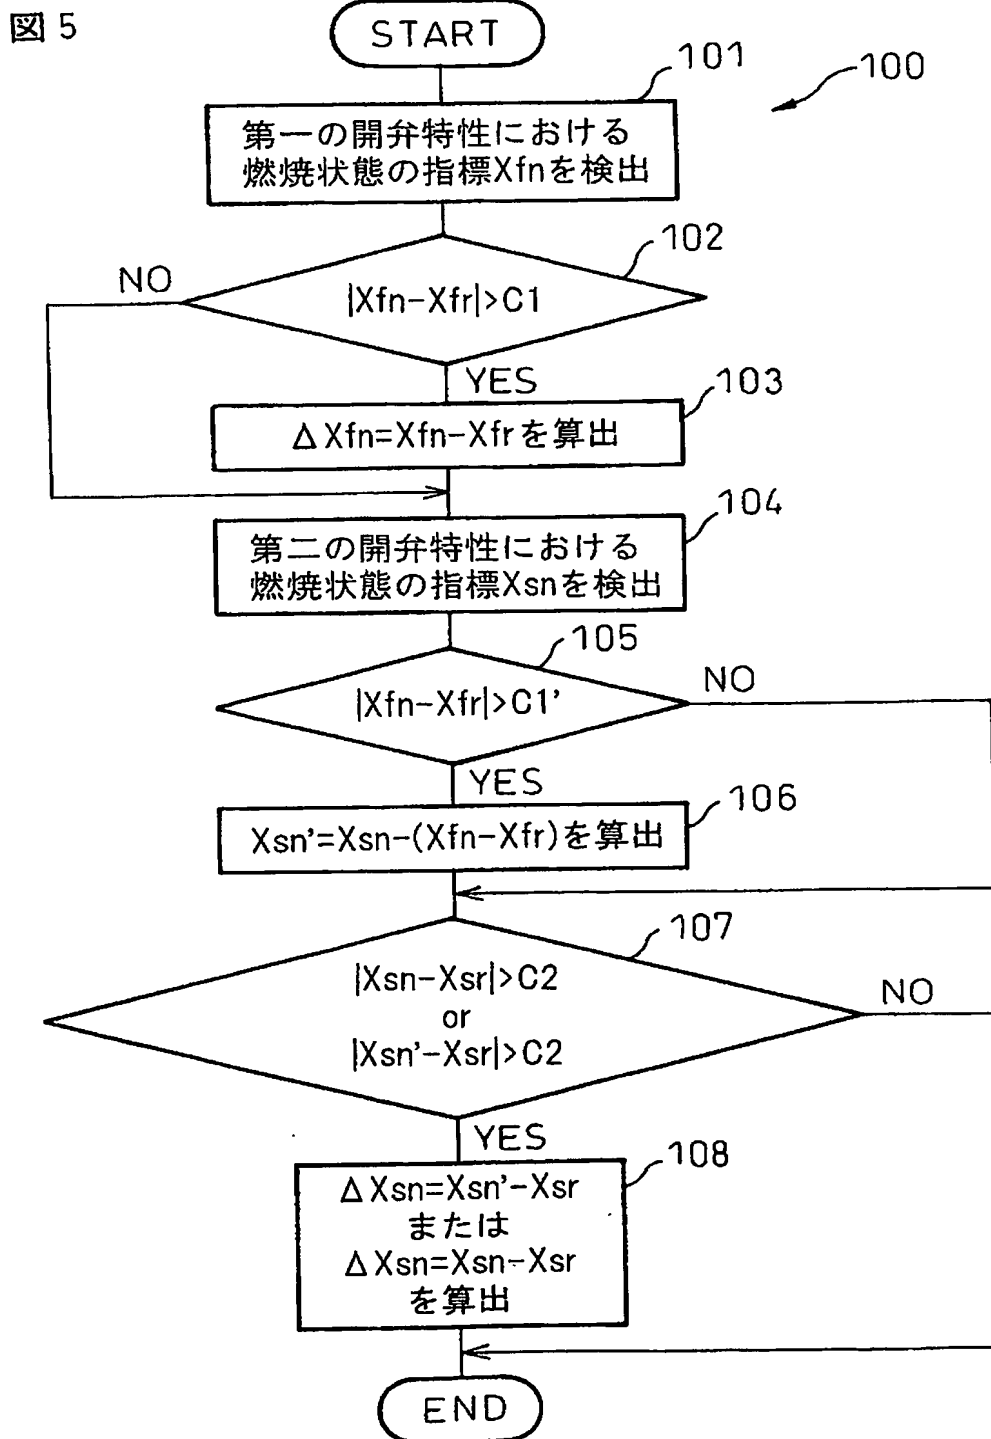 図5
START
100
101
第一の開弁特性における
燃焼状態の指標Xfnを検出
102
NO
|Xfn-Xfr|>C1
YES
103
ΔXfn=Xfn-Xfrを算出
104
第二の開弁特性における
燃焼状態の指標Xsnを検出
105
|Xfn-Xfr|>C1'
NO
YES
106
Xsn'=Xsn-(Xfn-Xfr)を算出
107
|Xsn-Xsr|>C2
or
|Xsn'-Xsr|>C2
NO
YES
108
ΔXsn=Xsn'-Xsr
または
ΔXsn=Xsn-Xsr
を算出
END